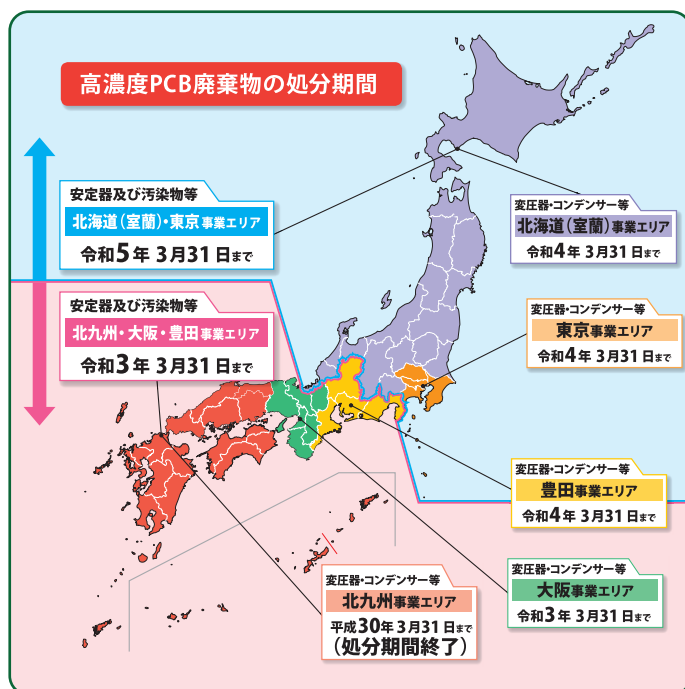 高濃度PCB廃棄物の処分期間
安定器及び汚染物等
北海道(室蘭)・東京事業エリア
令和5年 3月31日まで
変圧器・コンデンサー等
北海道(室蘭)事業エリア
令和4年 3月31日まで
安定器及び汚染物等
北九州・大阪・豊田事業エリア
令和3年 3月31日まで
変圧器・コンデンサー等
東京事業エリア
令和4年 3月31日まで
変圧器・コンデンサー等
豊田事業エリア
令和4年 3月31日まで
変圧器・コンデンサー等
大阪事業エリア
令和3年 3月31日まで
変圧器・コンデンサー等
北九州事業エリア
平成30年 3月31日まで
(処分期間終了)